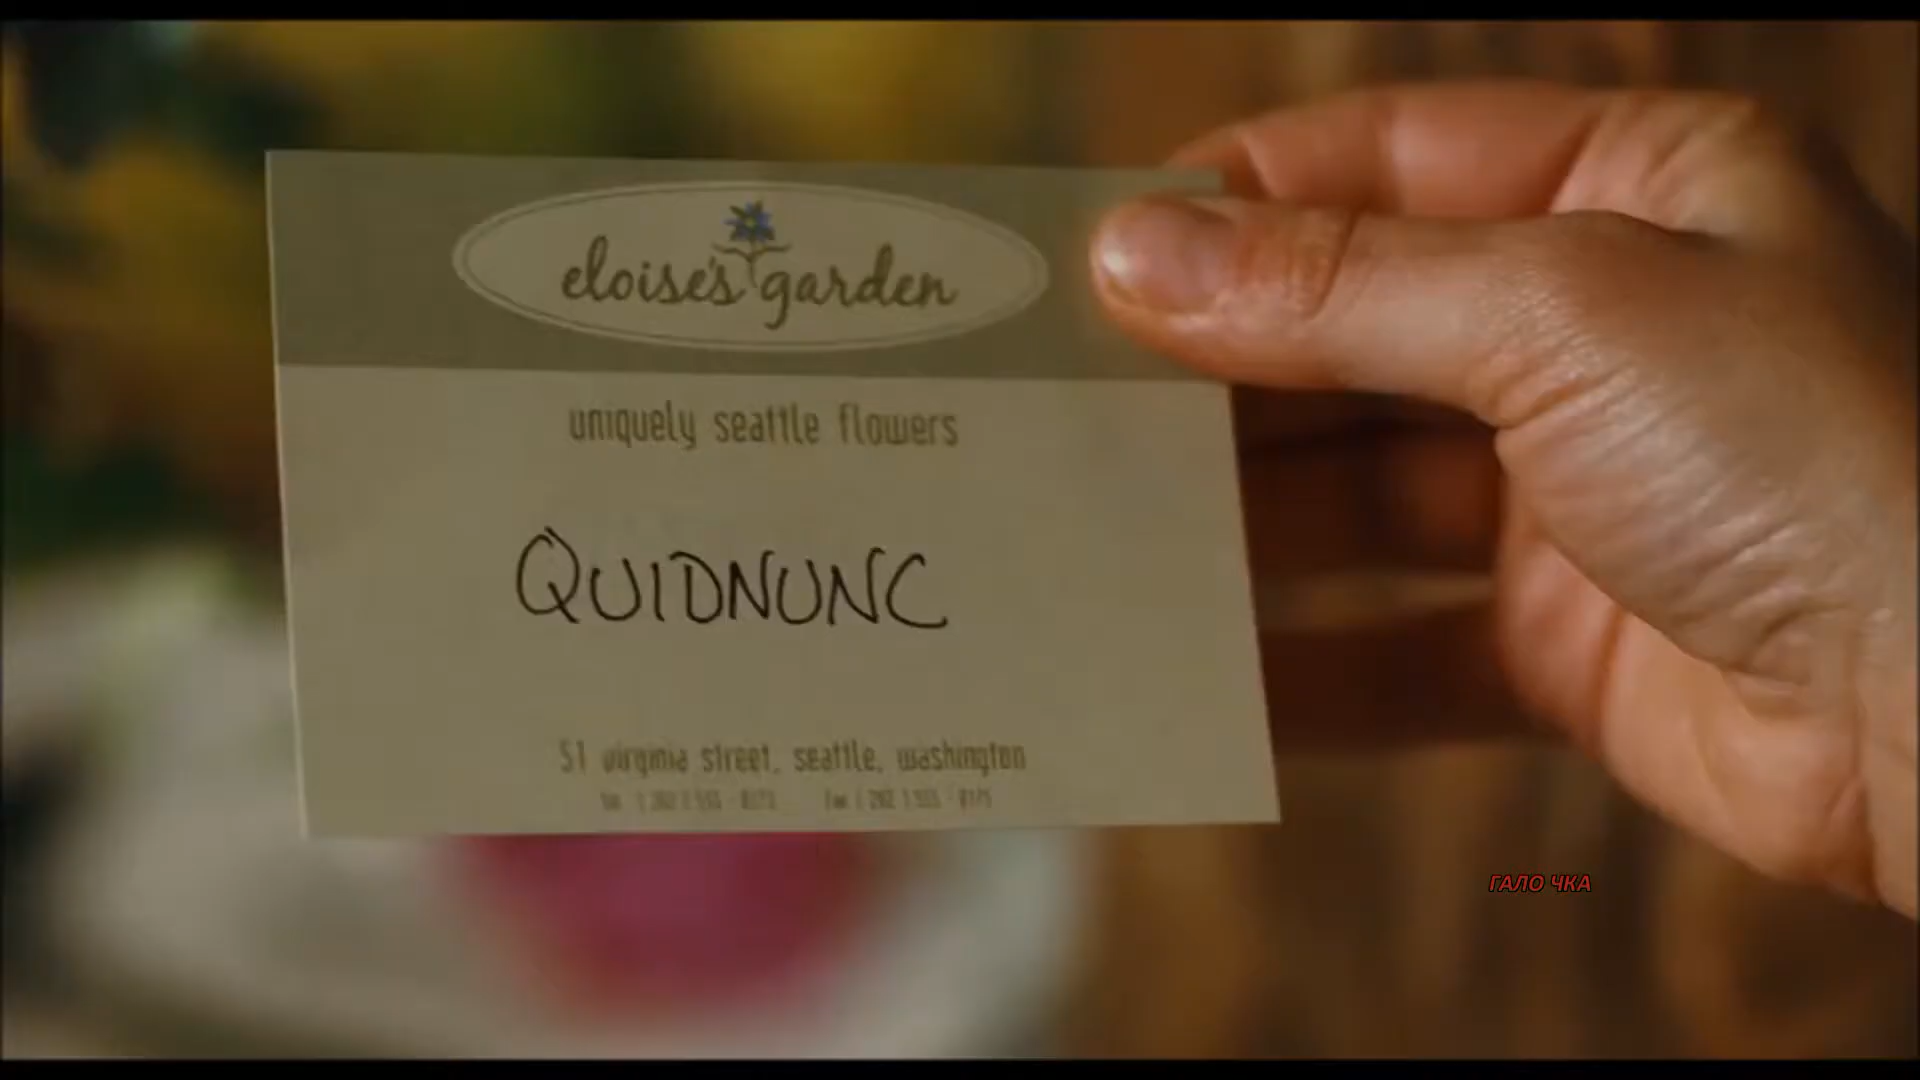 eloise's garden
uniquely seattle flowers
QUIDNUNC
51 virginia street, seattle, washington
ГАЛО ЧКА